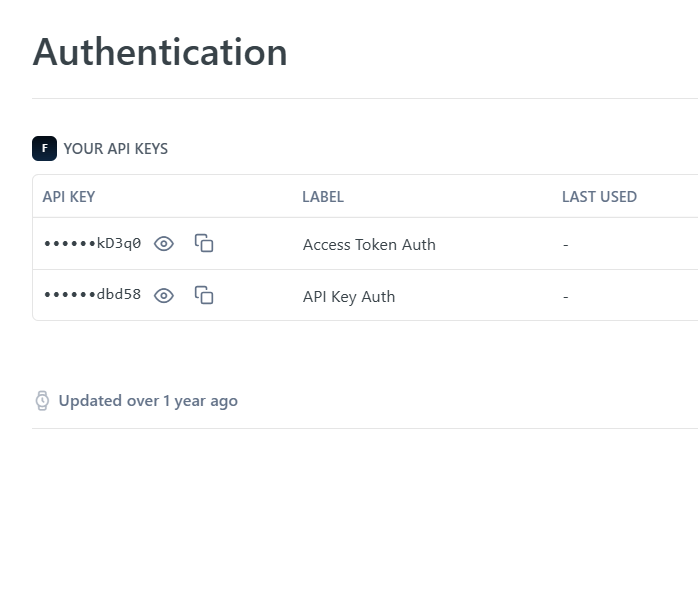 Authentication
F YOUR API KEYS
API KEY LABEL LAST USED
••••••kD3q0 Access Token Auth -
••••••dbd58 API Key Auth -
Updated over 1 year ago